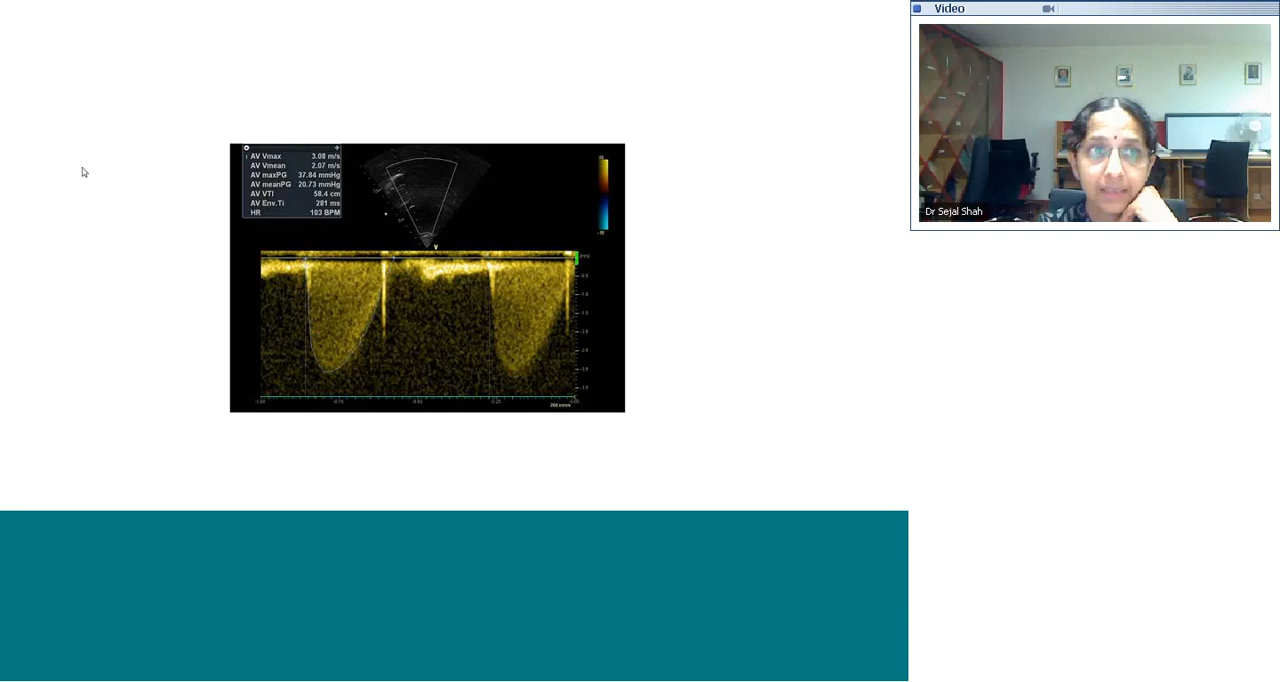 Video
Dr Sejal Shah
AV Vmax 3.08 m/s
AV Vmean 2.07 m/s
AV maxPG 37.84 mmHg
AV meanPG 20.73 mmHg
AV VTI 58.4 cm
AV Env.Ti 281 ms
HR 103 BPM
V